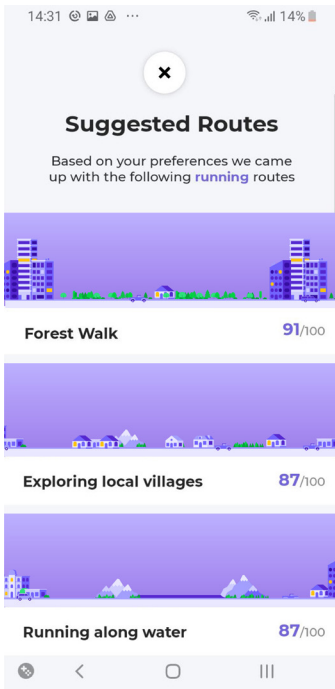 14:31 14%
Suggested Routes
Based on your preferences we came
up with the following running routes
Forest Walk 91/100
Exploring local villages 87/100
Running along water 87/100